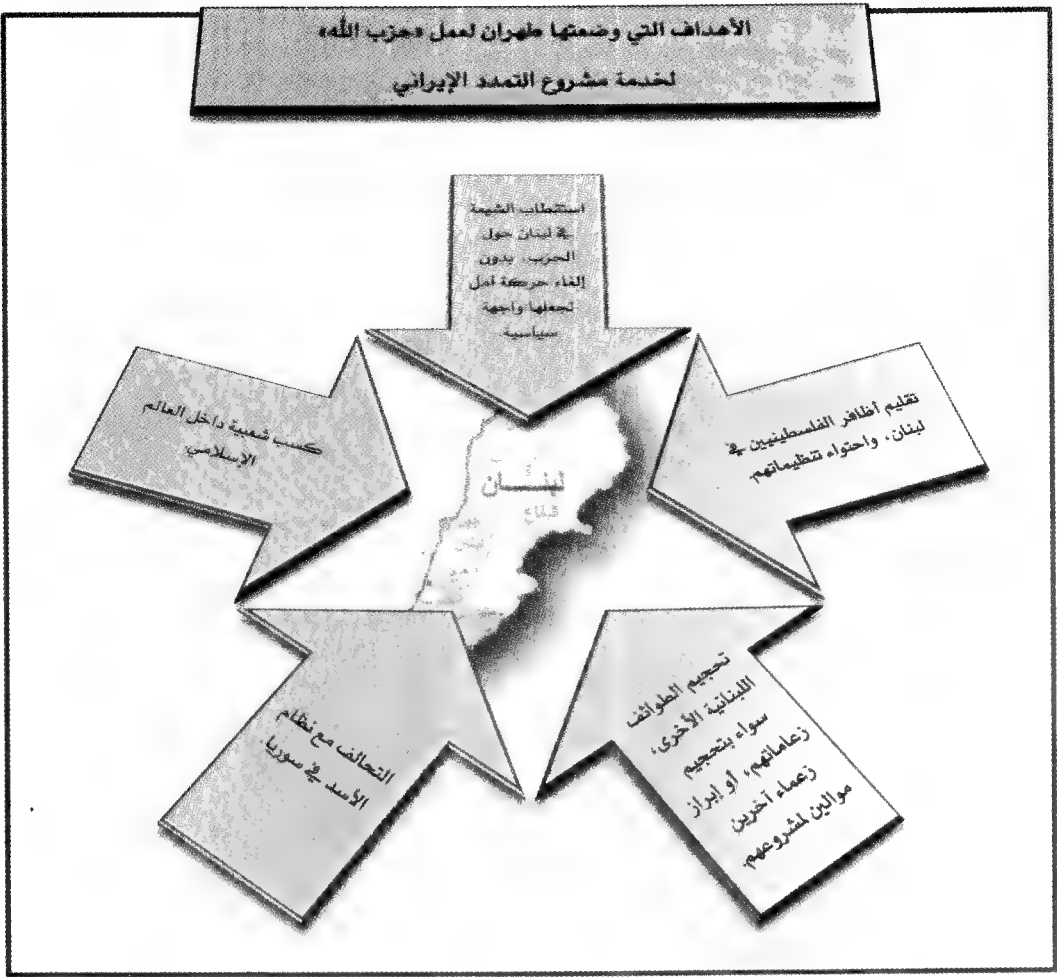 الأهداف التي وضعتها طهران لعمل «حزب الله»
لخدمة مشروع التمدد الإيراني
استقطاب الشيعة
في لبنان حول
الحزب، بدون
إلغاء حركة أمل
لجعلها واجهة
سياسية
تقليم أظافر الفلسطينيين في
لبنان، واحتواء تنظيماتهم.
كسب شعبية داخل العالم
الإسلامي
لبنـــان
البقاع
تحجيم الطوائف
اللبنانية الأخرى،
سواء بتحجيم
زعاماتهم، أو إبراز
زعماء آخرين
موالين لمشروعهم.
التحالف مع نظام
الأسد في سوريا